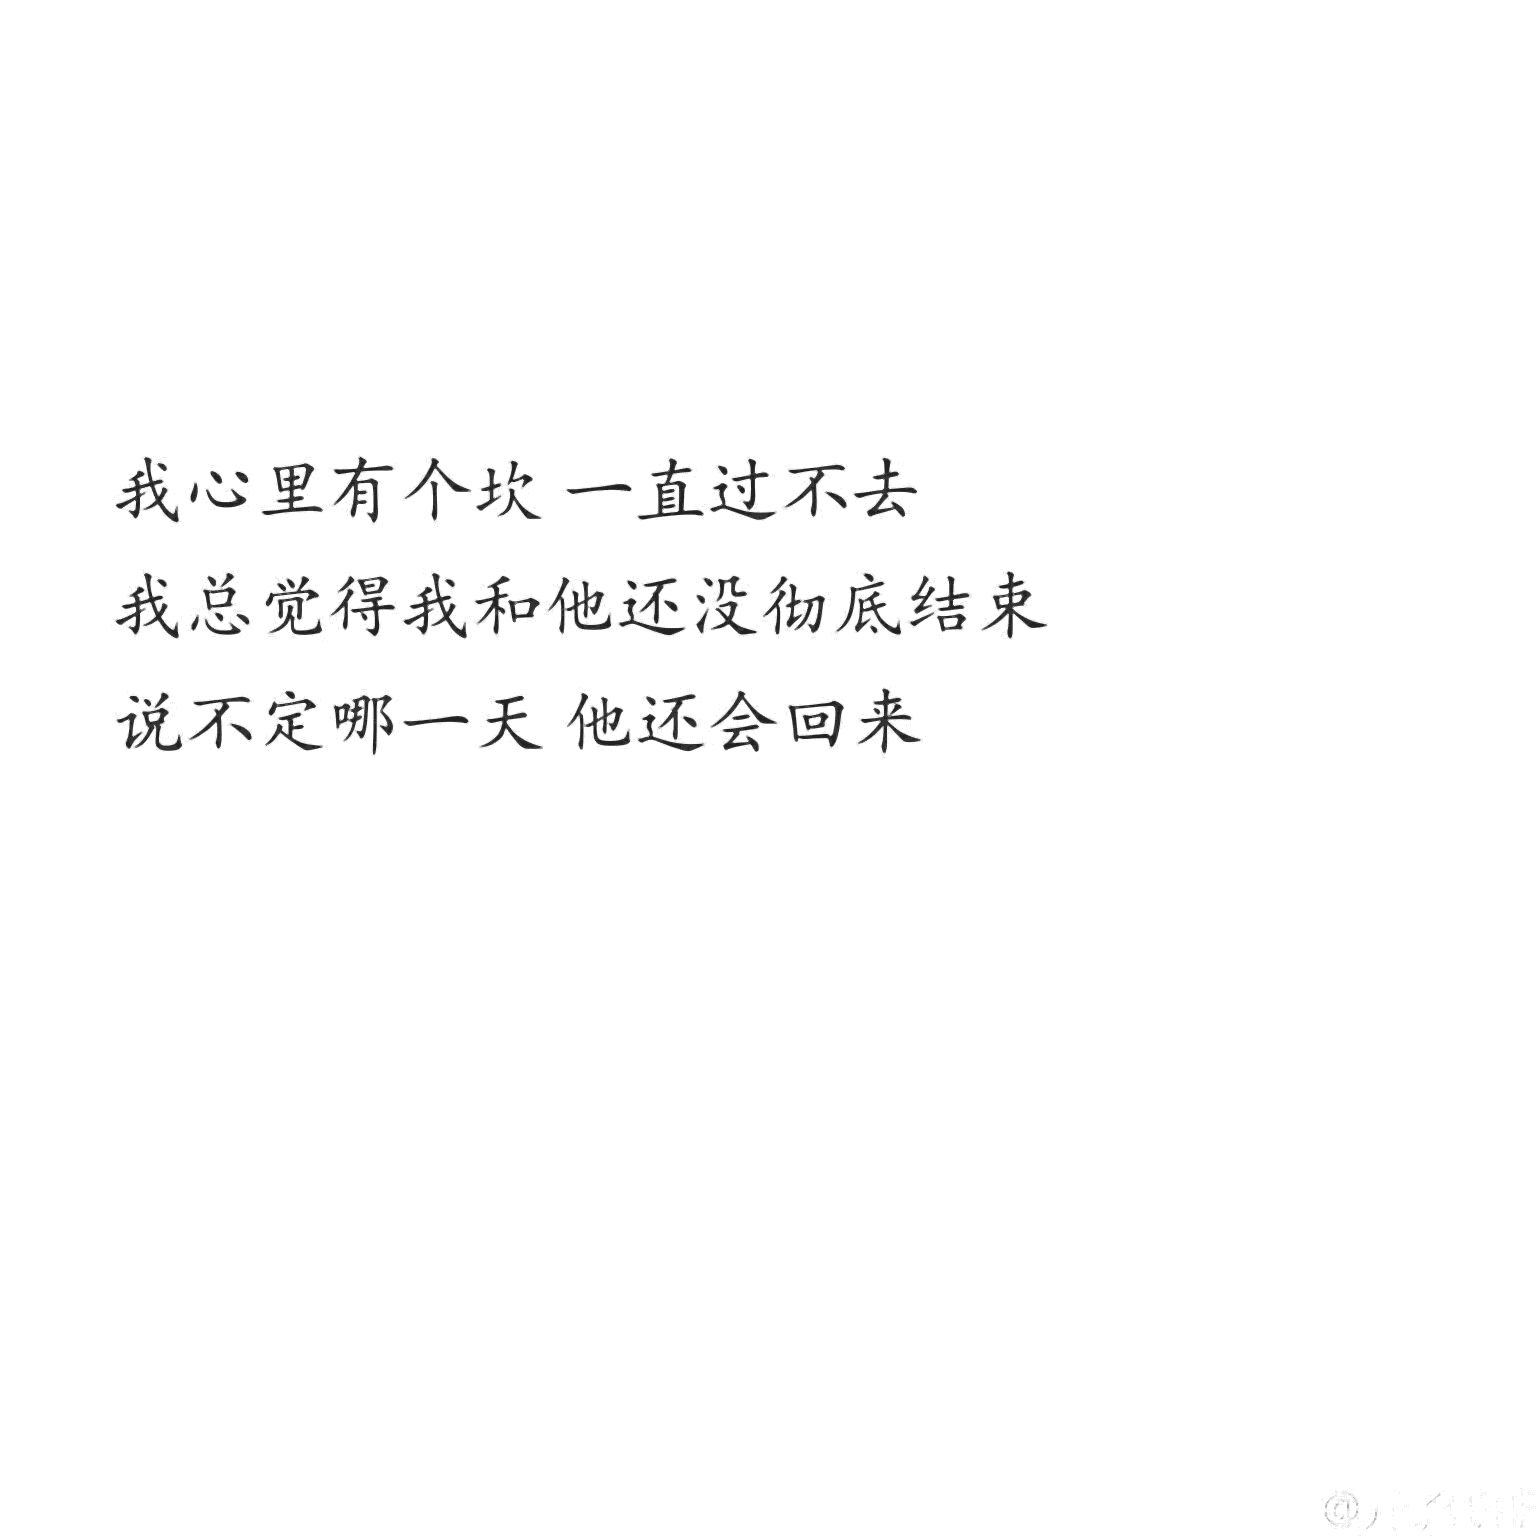 我心里有个坎 一直过不去
我总觉得我和他还没彻底结束
说不定哪一天 他还会回来